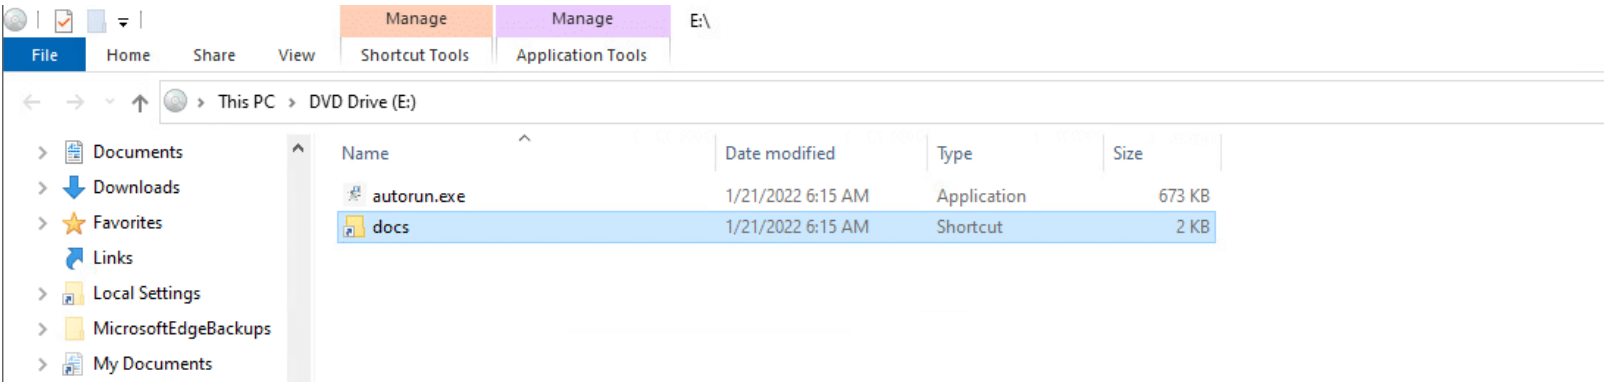 Manage Manage E:\
File Home Share View Shortcut Tools Application Tools
This PC DVD Drive (E:)
Name Date modified Type Size
Documents
Downloads
Favorites
Links
Local Settings
MicrosoftEdgeBackups
My Documents
autorun.exe 1/21/2022 6:15 AM Application 673 KB
docs 1/21/2022 6:15 AM Shortcut 2 KB